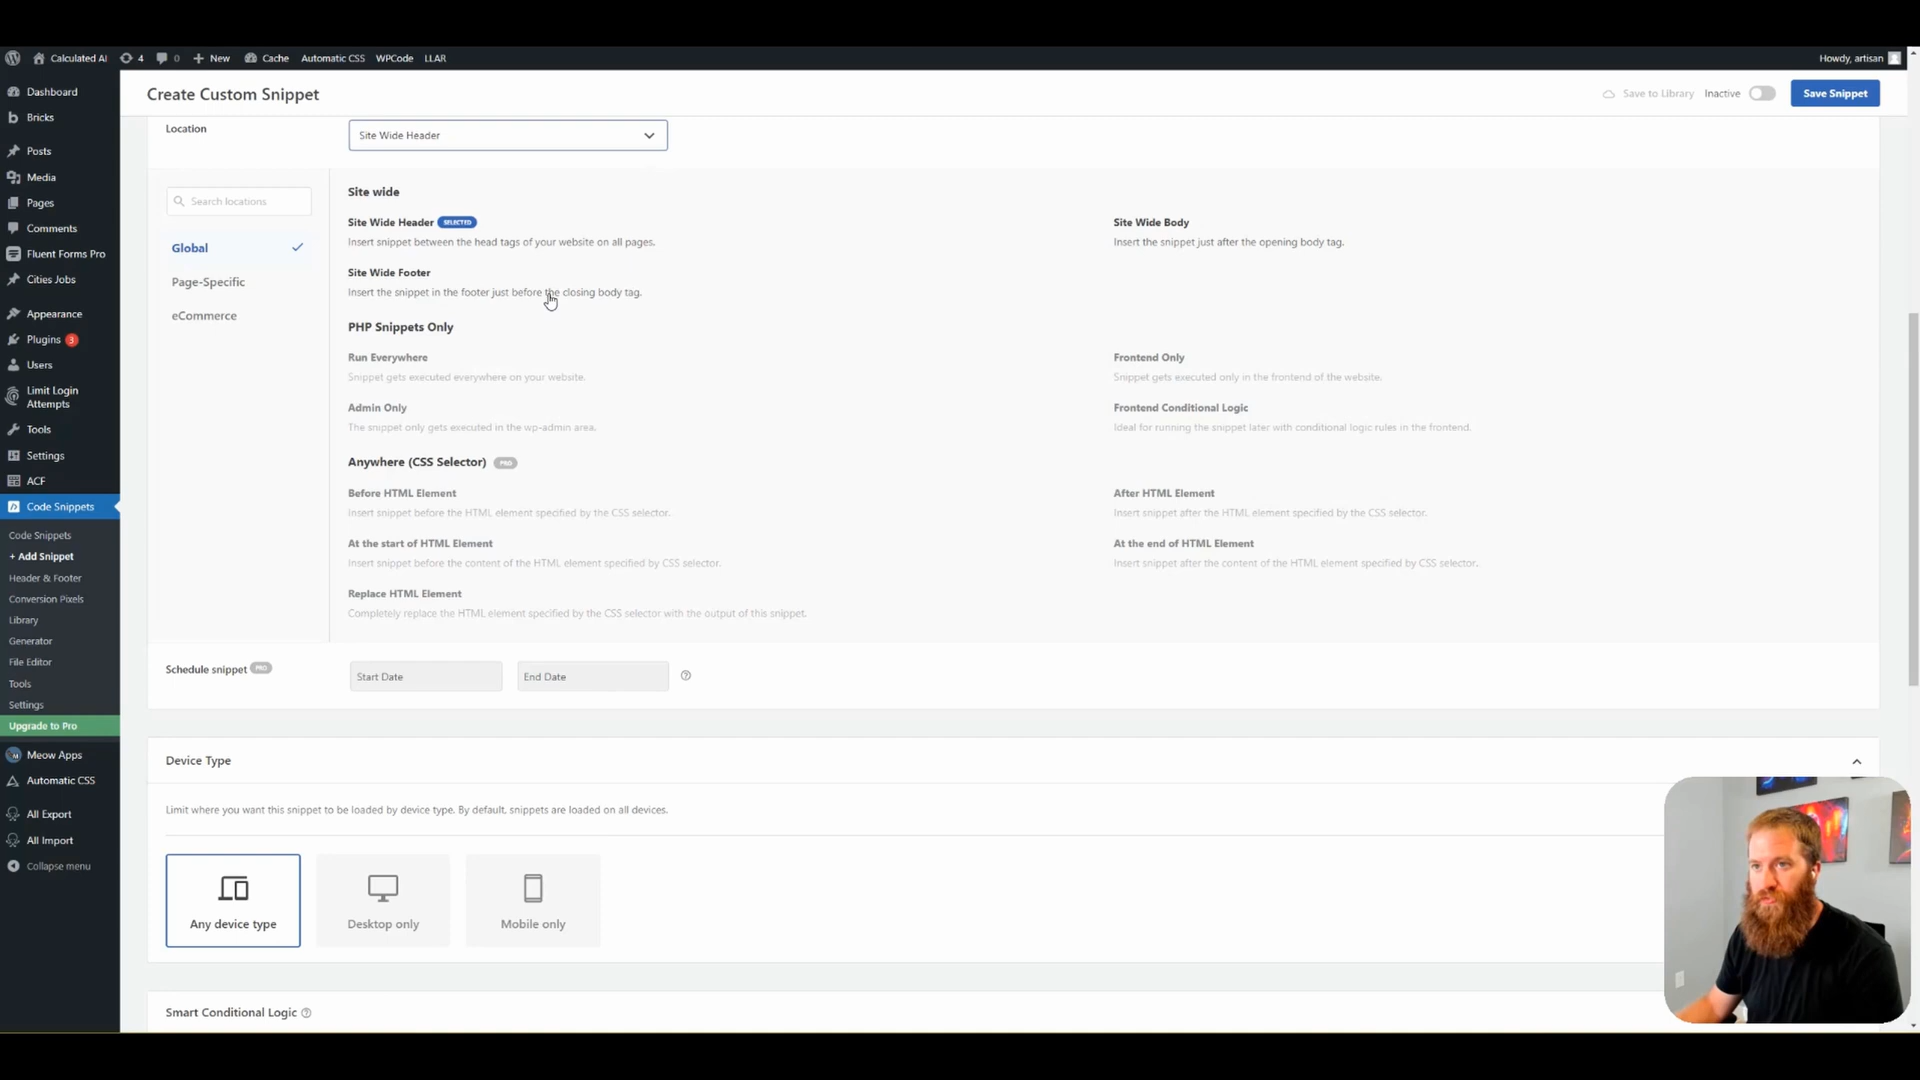 Calculated AI 4 0 New Cache Automatic CSS WPCode LLAR Howdy, artisan
Dashboard
Bricks
Posts
Media
Pages
Comments
Fluent Forms Pro
Cities Jobs
Appearance
Plugins 3
Users
Limit Login
Attempts
Tools
Settings
ACF
Code Snippets
Code Snippets
+ Add Snippet
Header & Footer
Conversion Pixels
Library
Generator
File Editor
Tools
Settings
Upgrade to Pro
Meow Apps
Automatic CSS
All Export
All Import
Collapse menu
Create Custom Snippet
Save to Library Inactive Save Snippet
Location Site Wide Header
Search locations
Global
Page-Specific
eCommerce
Site wide
Site Wide Header SELECTED
Insert snippet between the head tags of your website on all pages.
Site Wide Body
Insert the snippet just after the opening body tag.
Site Wide Footer
Insert the snippet in the footer just before the closing body tag.
PHP Snippets Only
Run Everywhere
Snippet gets executed everywhere on your website.
Frontend Only
Snippet gets executed only in the frontend of the website.
Admin Only
The snippet only gets executed in the wp-admin area.
Frontend Conditional Logic
Ideal for running the snippet later with conditional logic rules in the frontend.
Anywhere (CSS Selector) PRO
Before HTML Element
Insert snippet before the HTML element specified by the CSS selector.
After HTML Element
Insert snippet after the HTML element specified by the CSS selector.
At the start of HTML Element
Insert snippet before the content of the HTML element specified by CSS selector.
At the end of HTML Element
Insert snippet after the content of the HTML element specified by CSS selector.
Replace HTML Element
Completely replace the HTML element specified by the CSS selector with the output of this snippet.
Schedule snippet PRO Start Date End Date
Device Type
Limit where you want this snippet to be loaded by device type. By default, snippets are loaded on all devices.
Any device type
Desktop only
Mobile only
Smart Conditional Logic